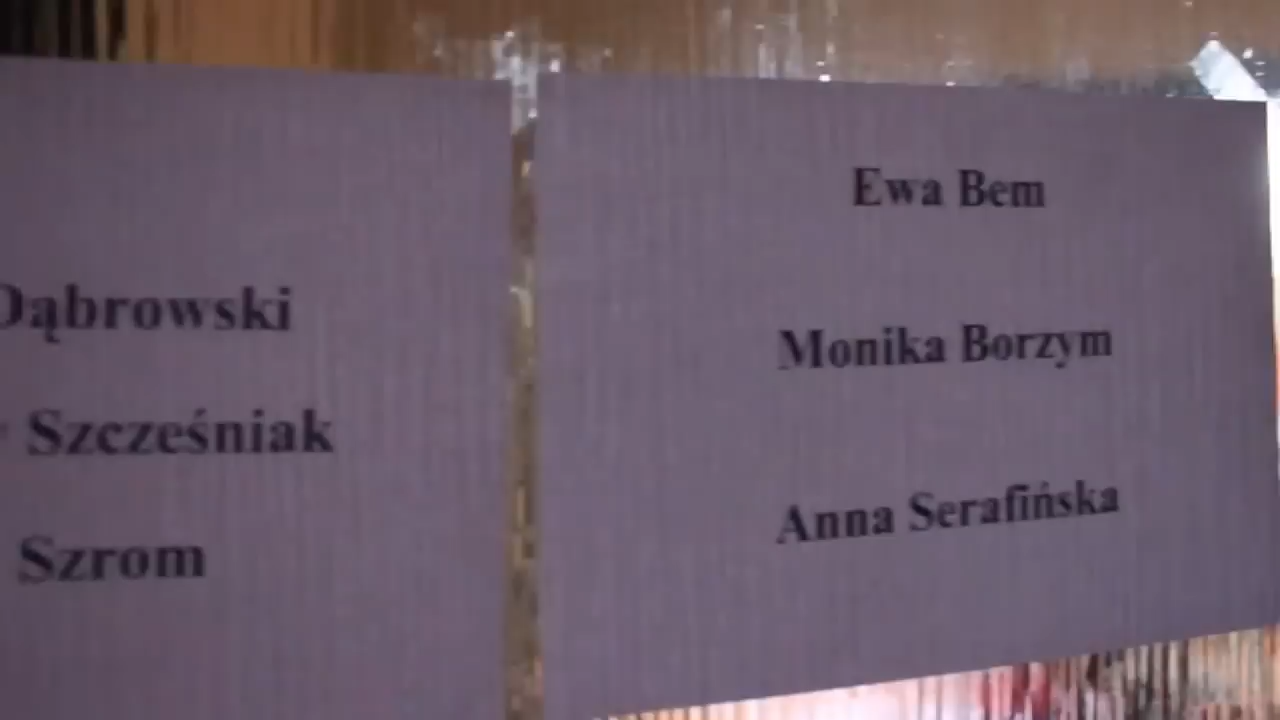 Dąbrowski
Szcześniak
Szrom
Ewa Bem
Monika Borzym
Anna Serafińska